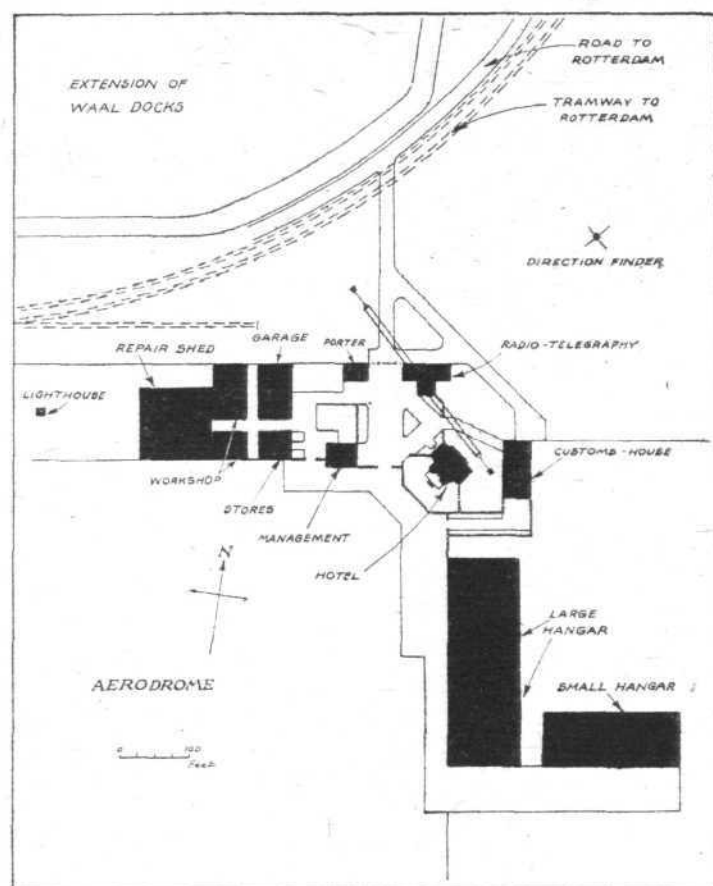 EXTENSION OF
WAAL DOCKS
ROAD TO
ROTTERDAM
TRAMWAY TO
ROTTERDAM
DIRECTION FINDER
GARAGE
PORTER
RADIO-TELEGRAPHY
REPAIR SHED
LIGHTHOUSE
CUSTOMS-HOUSE
WORKSHOP
STORES
MANAGEMENT
HOTEL
N
LARGE
HANGAR
AERODROME
SMALL HANGAR
0 100
Feet